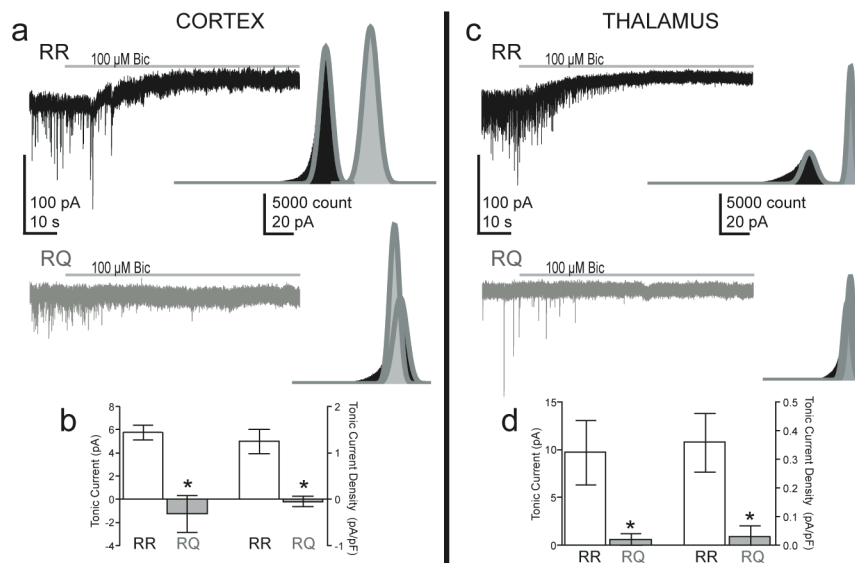 CORTEX
THALAMUS
a
RR
100 µM Bic
100 pA
10 s
5000 count
20 pA
RQ
100 µM Bic
c
RR
100 µM Bic
100 pA
10 s
5000 count
20 pA
RQ
100 µM Bic
b
Tonic Current (pA)
8
6
4
2
0
-2
-4
*
*
RR
RQ
RR
RQ
2
1
0
-1
Tonic Current Density (pA/pF)
d
Tonic Current (pA)
15
10
5
0
*
*
RR
RQ
RR
RQ
0.5
0.4
0.3
0.2
0.1
0.0
Tonic Current Density (pA/pF)